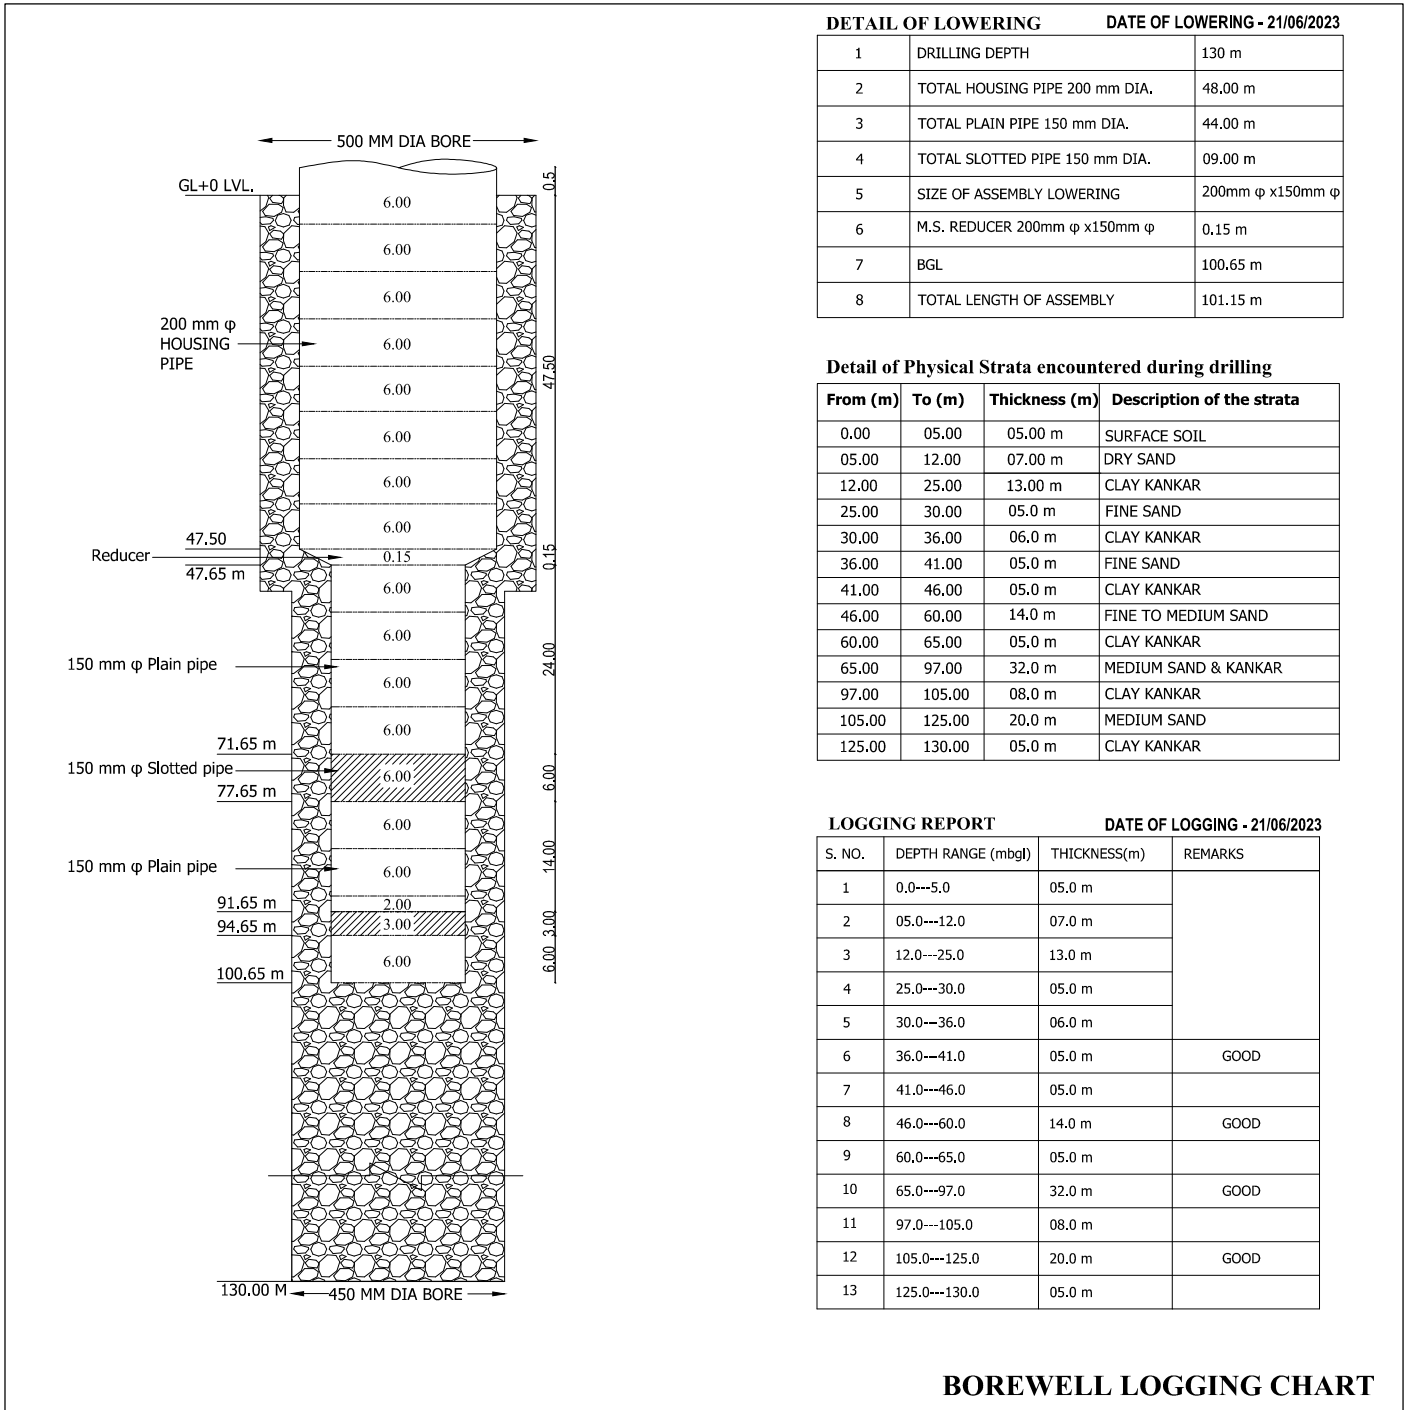 500 MM DIA BORE
GL+0 LVL.
0.5
6.00
6.00
6.00
200 mm φ
HOUSING
PIPE
6.00
47.50
6.00
6.00
6.00
6.00
47.50
Reducer
0.15
0.15
47.65 m
6.00
6.00
150 mm φ Plain pipe
24.00
6.00
6.00
71.65 m
150 mm φ Slotted pipe
6.00
6.00
77.65 m
6.00
150 mm φ Plain pipe
6.00
14.00
91.65 m
2.00
94.65 m
3.00
3.00
6.00
6.00
100.65 m
130.00 M
450 MM DIA BORE
DETAIL OF LOWERING DATE OF LOWERING - 21/06/2023
1 DRILLING DEPTH 130 m
2 TOTAL HOUSING PIPE 200 mm DIA. 48.00 m
3 TOTAL PLAIN PIPE 150 mm DIA. 44.00 m
4 TOTAL SLOTTED PIPE 150 mm DIA. 09.00 m
5 SIZE OF ASSEMBLY LOWERING 200mm φ x150mm φ
6 M.S. REDUCER 200mm φ x150mm φ 0.15 m
7 BGL 100.65 m
8 TOTAL LENGTH OF ASSEMBLY 101.15 m
Detail of Physical Strata encountered during drilling
From (m) To (m) Thickness (m) Description of the strata
0.00 05.00 05.00 m SURFACE SOIL
05.00 12.00 07.00 m DRY SAND
12.00 25.00 13.00 m CLAY KANKAR
25.00 30.00 05.0 m FINE SAND
30.00 36.00 06.0 m CLAY KANKAR
36.00 41.00 05.0 m FINE SAND
41.00 46.00 05.0 m CLAY KANKAR
46.00 60.00 14.0 m FINE TO MEDIUM SAND
60.00 65.00 05.0 m CLAY KANKAR
65.00 97.00 32.0 m MEDIUM SAND & KANKAR
97.00 105.00 08.0 m CLAY KANKAR
105.00 125.00 20.0 m MEDIUM SAND
125.00 130.00 05.0 m CLAY KANKAR
LOGGING REPORT DATE OF LOGGING - 21/06/2023
S. NO. DEPTH RANGE (mbgl) THICKNESS(m) REMARKS
1 0.0---5.0 05.0 m
2 05.0---12.0 07.0 m
3 12.0---25.0 13.0 m
4 25.0---30.0 05.0 m
5 30.0---36.0 06.0 m
6 36.0---41.0 05.0 m GOOD
7 41.0---46.0 05.0 m
8 46.0---60.0 14.0 m GOOD
9 60.0---65.0 05.0 m
10 65.0---97.0 32.0 m GOOD
11 97.0---105.0 08.0 m
12 105.0---125.0 20.0 m GOOD
13 125.0---130.0 05.0 m
BOREWELL LOGGING CHART